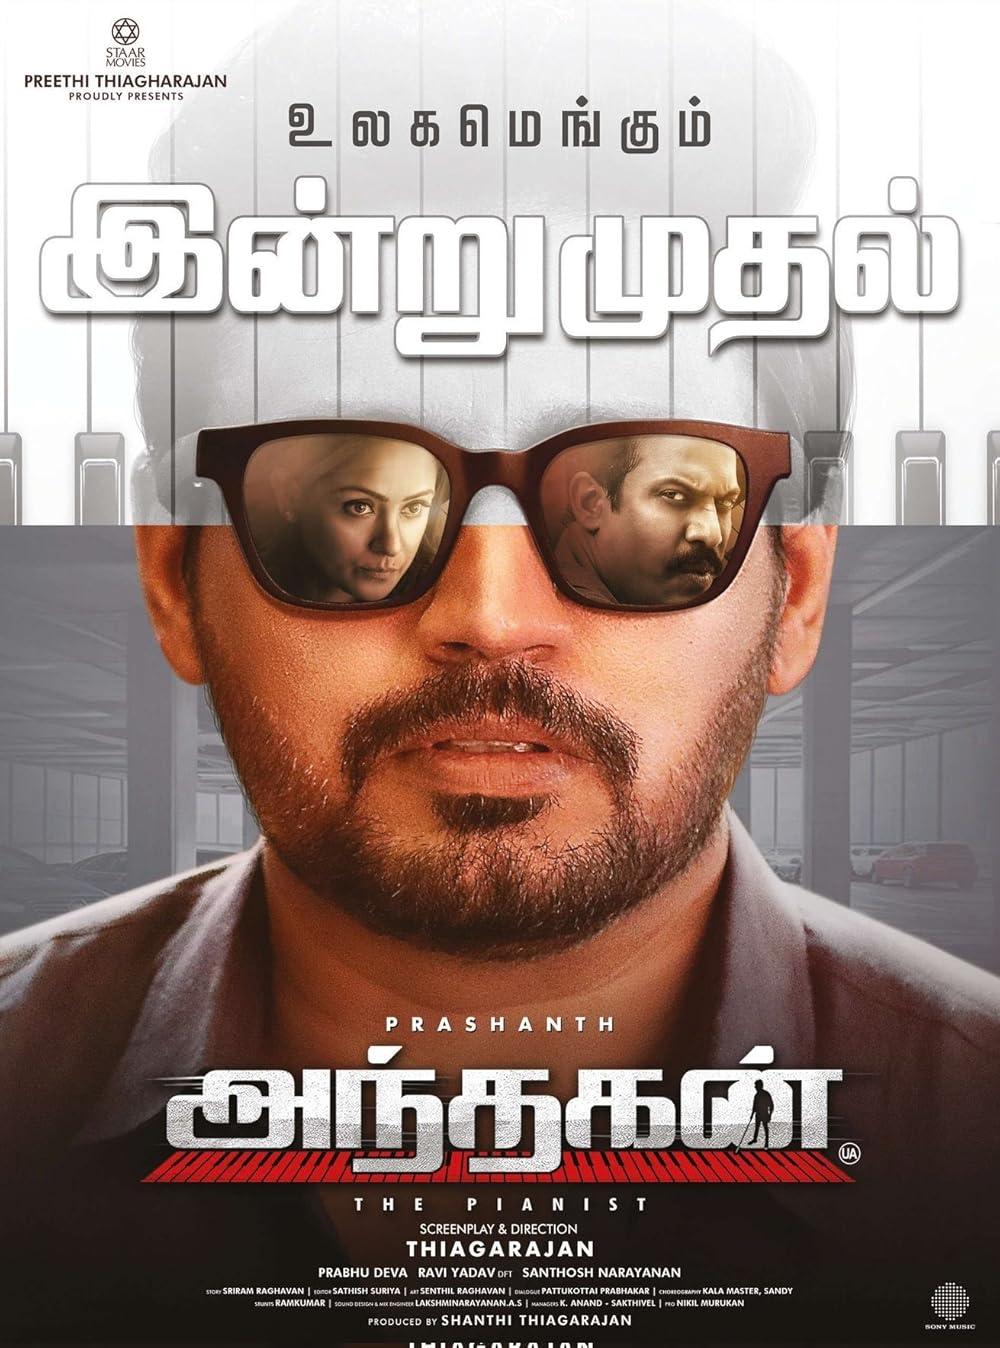 STAAR
MOVIES
PREETHI THIAGHARAJAN
PROUDLY PRESENTS
உலகமெங்கும்
இன்று முதல்
PRASHANTH
அந்தகன்
UA
THE PIANIST
SCREENPLAY & DIRECTION
THIAGARAJAN
PRABHU DEVA RAVI YADAV DFT SANTHOSH NARAYANAN
STORY SRIRAM RAGHAVAN | EDITOR SATHISH SURIYA | ART SENTHIL RAGHAVAN | DIALOGUE PATTUKOTTAI PRABHAKAR | CHOREOGRAPHY KALA MASTER, SANDY
STUNTS RAMKUMAR | SOUND DESIGN & MIX ENGINEER LAKSHMINARAYANAN.A.S | MANAGERS K. ANAND - SAKTHIVEL | PRO NIKIL MURUKAN
PRODUCED BY SHANTHI THIAGARAJAN
SONY MUSIC
THIAGARAJAN